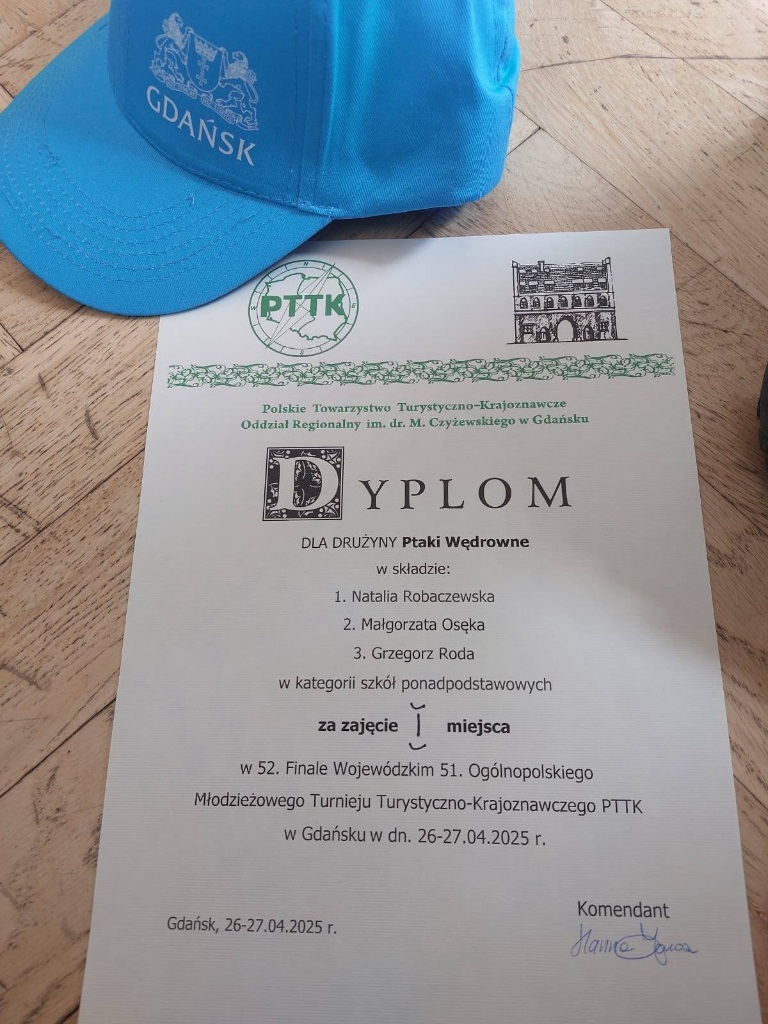 GDAŃSK
PTTK
Polskie Towarzystwo Turystyczno-Krajoznawcze
Oddział Regionalny im. dr. M. Czyżewskiego w Gdańsku
DYPLOM
DLA DRUŻYNY Ptaki Wędrowne
w składzie:
1. Natalia Robaczewska
2. Małgorzata Osęka
3. Grzegorz Roda
w kategorii szkół ponadpodstawowych
za zajęcie I miejsca
w 52. Finale Wojewódzkim 51. Ogólnopolskiego
Młodzieżowego Turnieju Turystyczno-Krajoznawczego PTTK
w Gdańsku w dn. 26-27.04.2025 r.
Komendant
Gdańsk, 26-27.04.2025 r.
Hanna